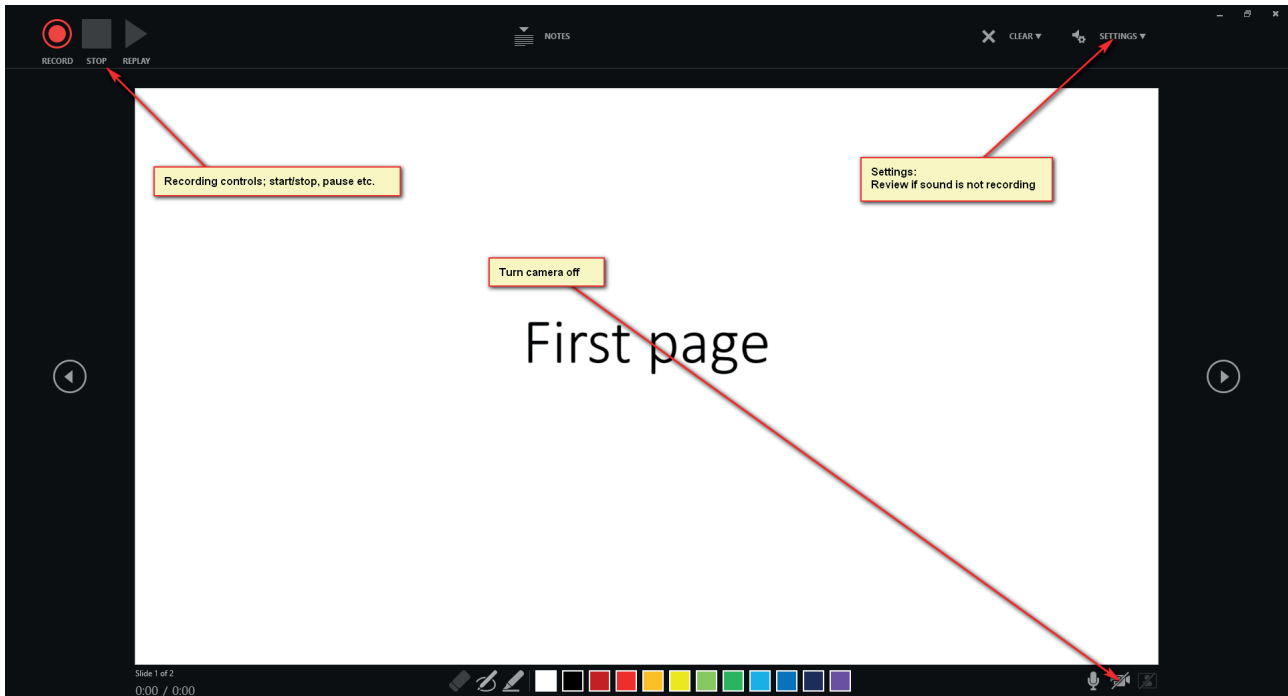 NOTES
CLEAR ▼
SETTINGS ▼
RECORD STOP REPLAY
Recording controls; start/stop, pause etc.
Settings:
Review if sound is not recording
Turn camera off
First page
Slide 1 of 2
0:00 / 0:00